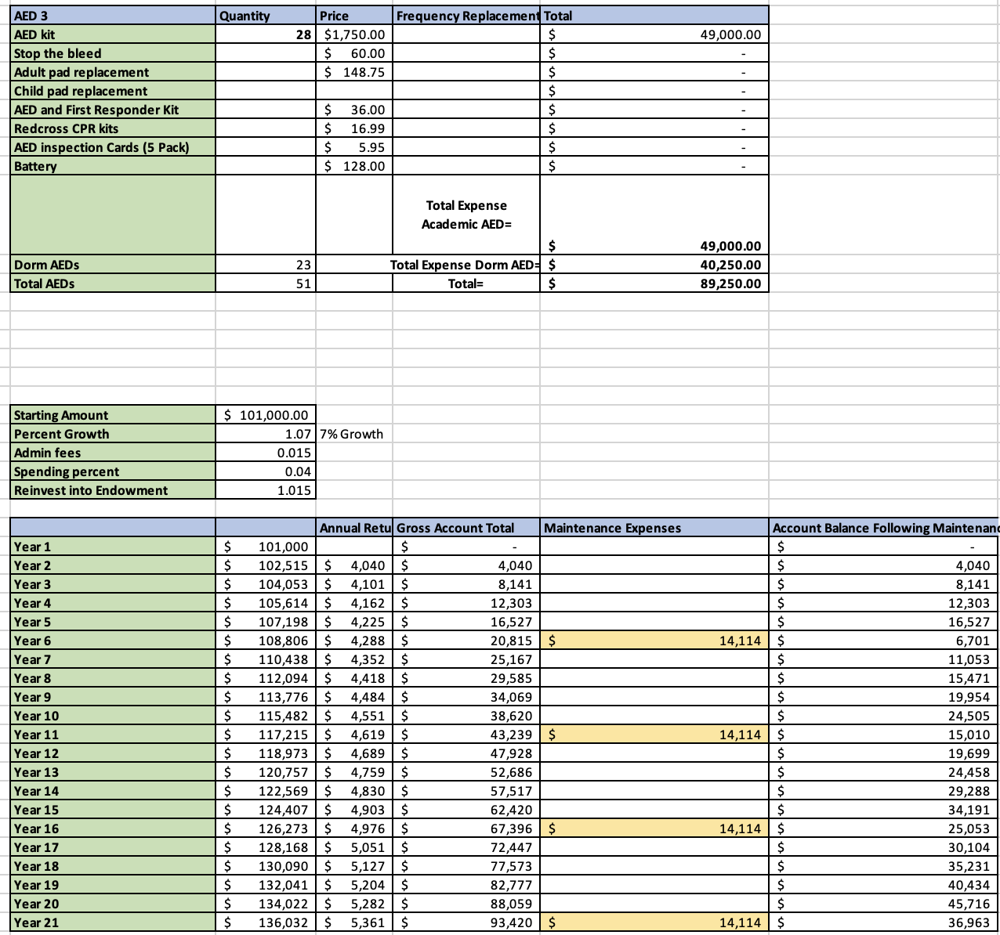 AED 3 Quantity Price Frequency Replacement Total
AED kit 28 $1,750.00 $ 49,000.00
Stop the bleed $ 60.00 $ -
Adult pad replacement $ 148.75 $ -
Child pad replacement $ -
AED and First Responder Kit $ 36.00 $ -
Redcross CPR kits $ 16.99 $ -
AED inspection Cards (5 Pack) $ 5.95 $ -
Battery $ 128.00 $ -
Total Expense
Academic AED=
$ 49,000.00
Dorm AEDs 23 Total Expense Dorm AED= $ 40,250.00
Total AEDs 51 Total= $ 89,250.00
Starting Amount $ 101,000.00
Percent Growth 1.07 7% Growth
Admin fees 0.015
Spending percent 0.04
Reinvest into Endowment 1.015
Annual Retu Gross Account Total Maintenance Expenses Account Balance Following Maintenanc
Year 1 $ 101,000 $ - $ -
Year 2 $ 102,515 $ 4,040 $ 4,040 $ 4,040
Year 3 $ 104,053 $ 4,101 $ 8,141 $ 8,141
Year 4 $ 105,614 $ 4,162 $ 12,303 $ 12,303
Year 5 $ 107,198 $ 4,225 $ 16,527 $ 16,527
Year 6 $ 108,806 $ 4,288 $ 20,815 $ 14,114 $ 6,701
Year 7 $ 110,438 $ 4,352 $ 25,167 $ 11,053
Year 8 $ 112,094 $ 4,418 $ 29,585 $ 15,471
Year 9 $ 113,776 $ 4,484 $ 34,069 $ 19,954
Year 10 $ 115,482 $ 4,551 $ 38,620 $ 24,505
Year 11 $ 117,215 $ 4,619 $ 43,239 $ 14,114 $ 15,010
Year 12 $ 118,973 $ 4,689 $ 47,928 $ 19,699
Year 13 $ 120,757 $ 4,759 $ 52,686 $ 24,458
Year 14 $ 122,569 $ 4,830 $ 57,517 $ 29,288
Year 15 $ 124,407 $ 4,903 $ 62,420 $ 34,191
Year 16 $ 126,273 $ 4,976 $ 67,396 $ 14,114 $ 25,053
Year 17 $ 128,168 $ 5,051 $ 72,447 $ 30,104
Year 18 $ 130,090 $ 5,127 $ 77,573 $ 35,231
Year 19 $ 132,041 $ 5,204 $ 82,777 $ 40,434
Year 20 $ 134,022 $ 5,282 $ 88,059 $ 45,716
Year 21 $ 136,032 $ 5,361 $ 93,420 $ 14,114 $ 36,963